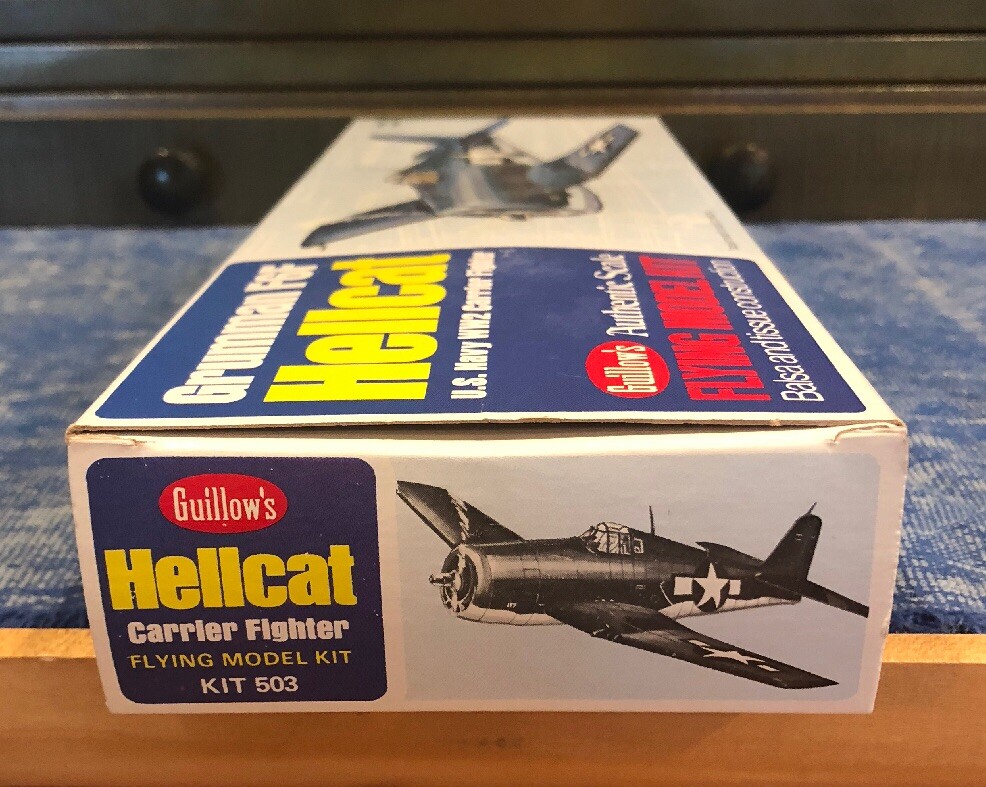 Grumman F6F
Hellcat
U.S. Navy WW2 Carrier Fighter
Guillow's Authentic Scale
FLYING MODEL KIT
Balsa and tissue construction
Guillow's
Hellcat
Carrier Fighter
FLYING MODEL KIT
KIT 503